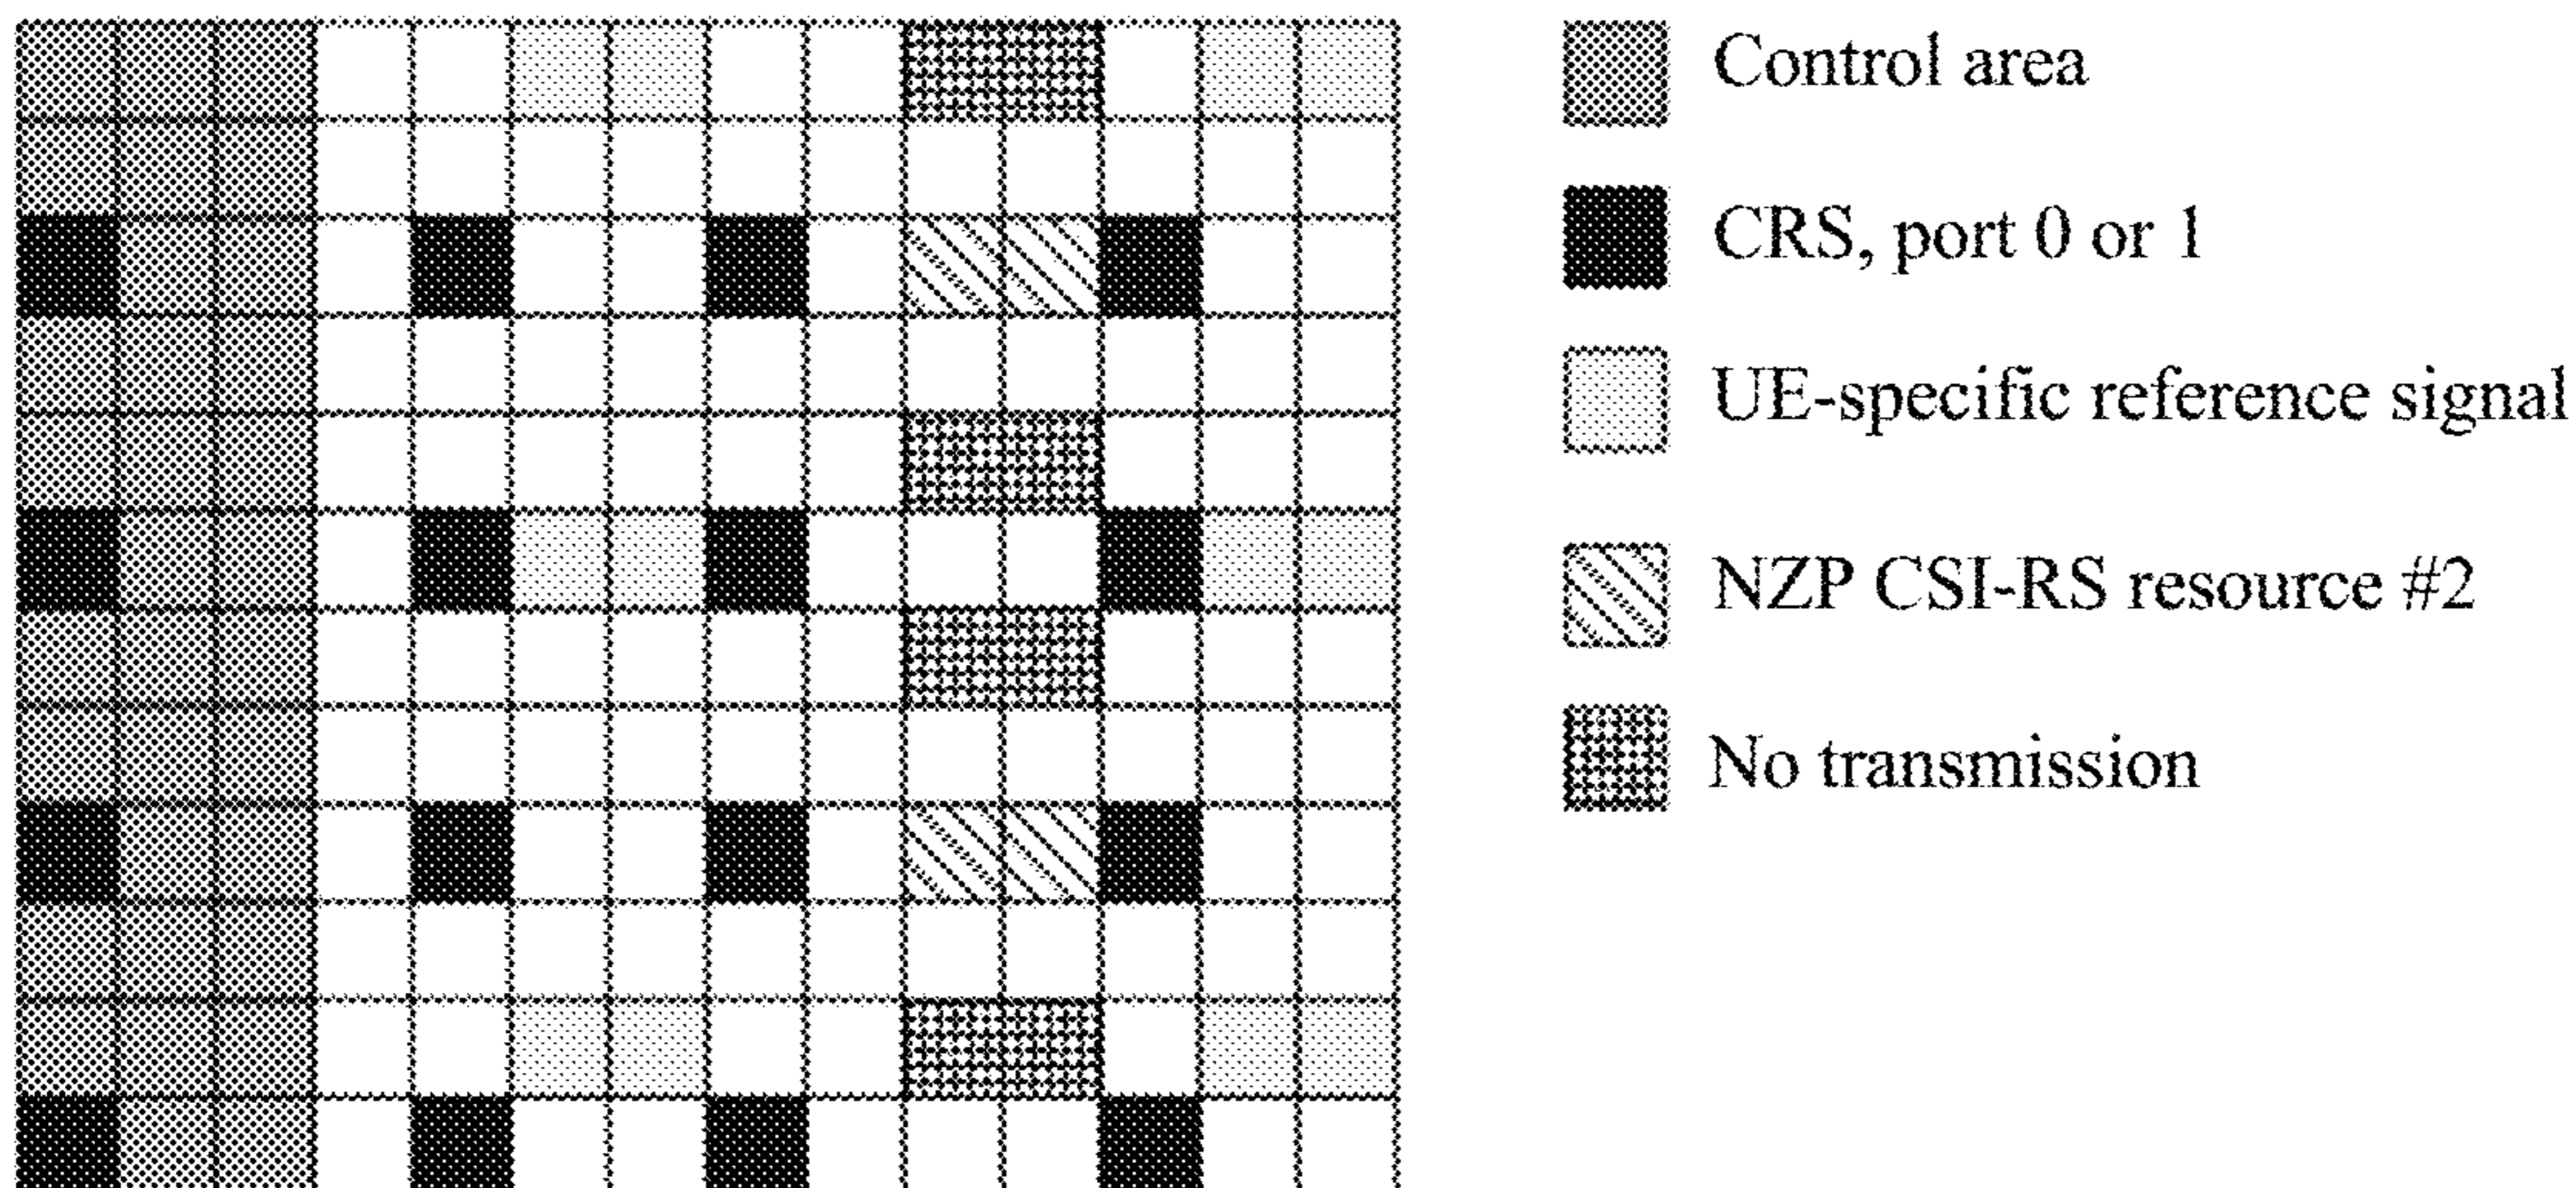 Control area
CRS, port 0 or 1
UE-specific reference signal
NZP CSI-RS resource #2
No transmission